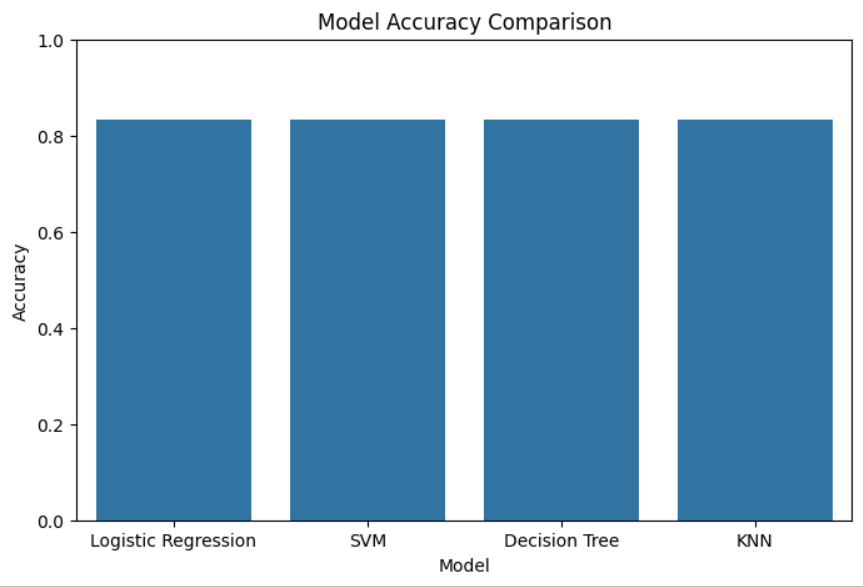 Model Accuracy Comparison
1.0
0.8
0.6
0.4
0.2
0.0
Accuracy
Logistic Regression SVM Decision Tree KNN
Model